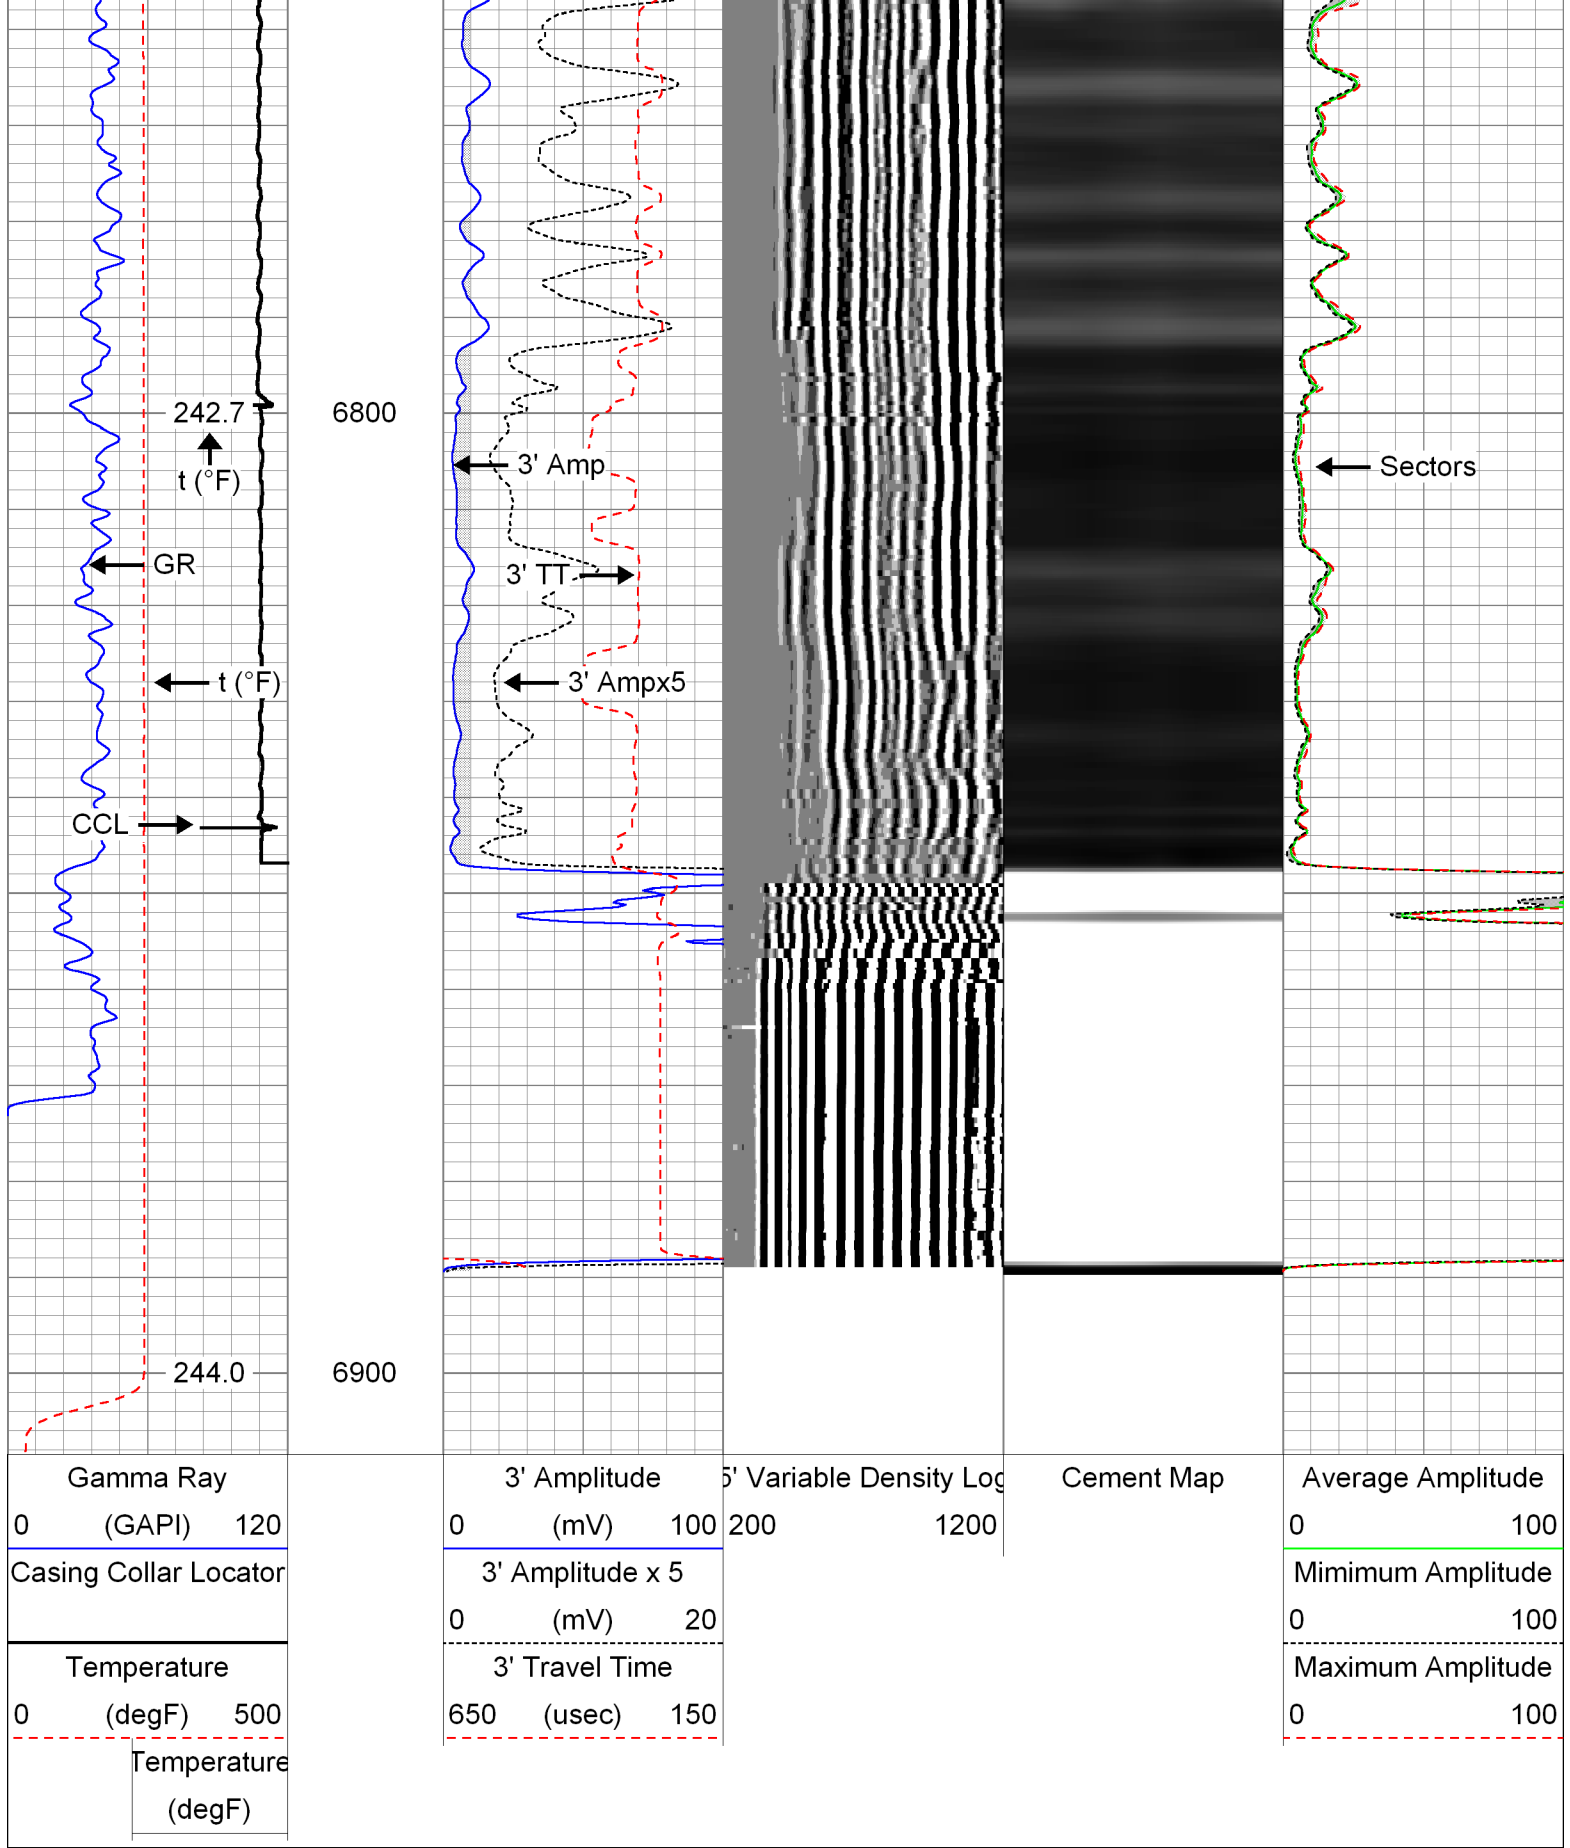 242.7
6800
t (°F)
3' Amp
Sectors
GR
3' TT
t (°F)
3' Ampx5
CCL
244.0
6900
Gamma Ray
0 (GAPI) 120
Casing Collar Locator
Temperature
0 (degF) 500
Temperature
(degF)
3' Amplitude
0 (mV) 100
3' Amplitude x 5
0 (mV) 20
3' Travel Time
650 (usec) 150
5' Variable Density Log
200 1200
Cement Map
Average Amplitude
0 100
Mimimum Amplitude
0 100
Maximum Amplitude
0 100